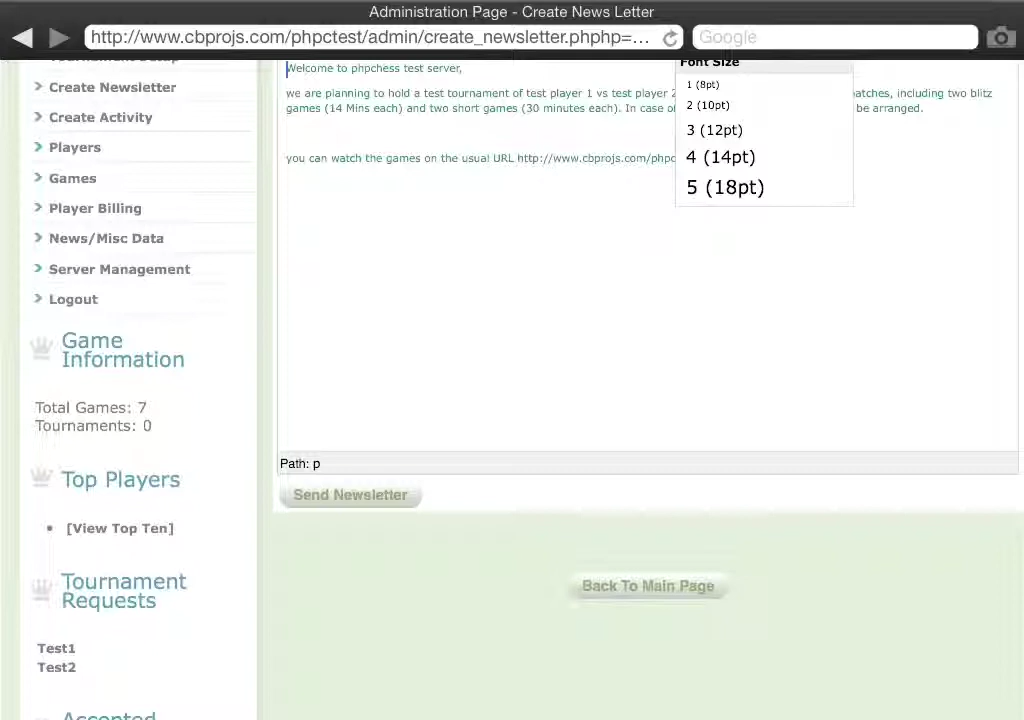 Administration Page - Create News Letter
http://www.cbprojs.com/phpctest/admin/create_newsletter.phphp=...
Google
Create Newsletter
Create Activity
Players
Games
Player Billing
News/Misc Data
Server Management
Logout
Game
Information
Total Games: 7
Tournaments: 0
Top Players
[View Top Ten]
Tournament
Requests
Test1
Test2
Accepted
Welcome to phpchess test server,
we are planning to hold a test tournament of test player 1 vs test player 2 atches, including two blitz
games (14 Mins each) and two short games (30 minutes each). In case be arranged.
you can watch the games on the usual URL http://www.cbprojs.com/phpc
Font Size
1 (8pt)
2 (10pt)
3 (12pt)
4 (14pt)
5 (18pt)
Path: p
Send Newsletter
Back To Main Page